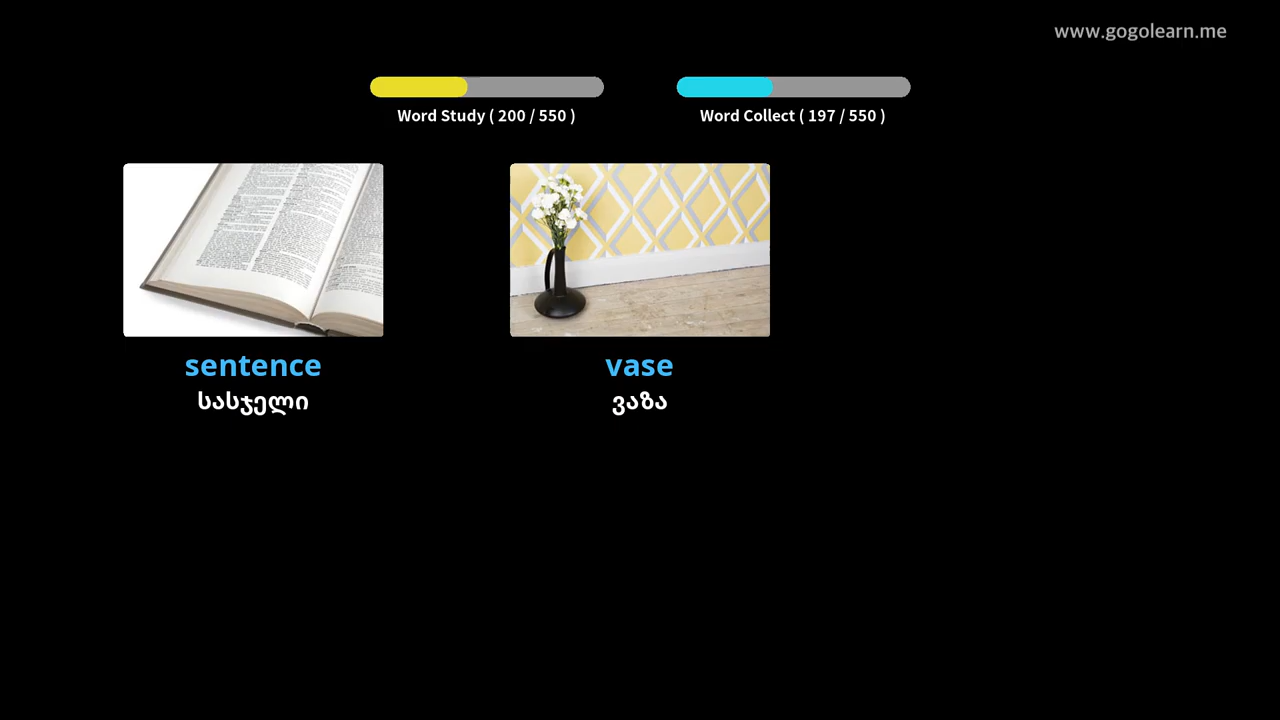 www.gogolearn.me
Word Study ( 200 / 550 )
Word Collect ( 197 / 550 )
sentence
სასჯელი
vase
ვაზა